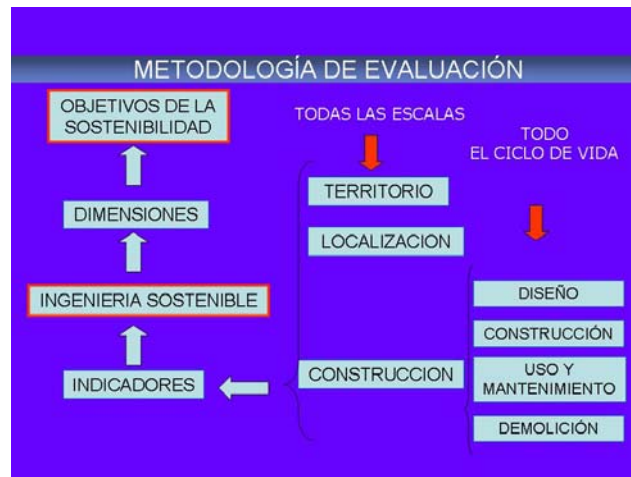 METODOLOGÍA DE EVALUACIÓN
OBJETIVOS DE LA
SOSTENIBILIDAD
DIMENSIONES
INGENIERIA SOSTENIBLE
INDICADORES
TODAS LAS ESCALAS
TERRITORIO
LOCALIZACION
CONSTRUCCION
TODO
EL CICLO DE VIDA
DISEÑO
CONSTRUCCIÓN
USO Y
MANTENIMIENTO
DEMOLICIÓN